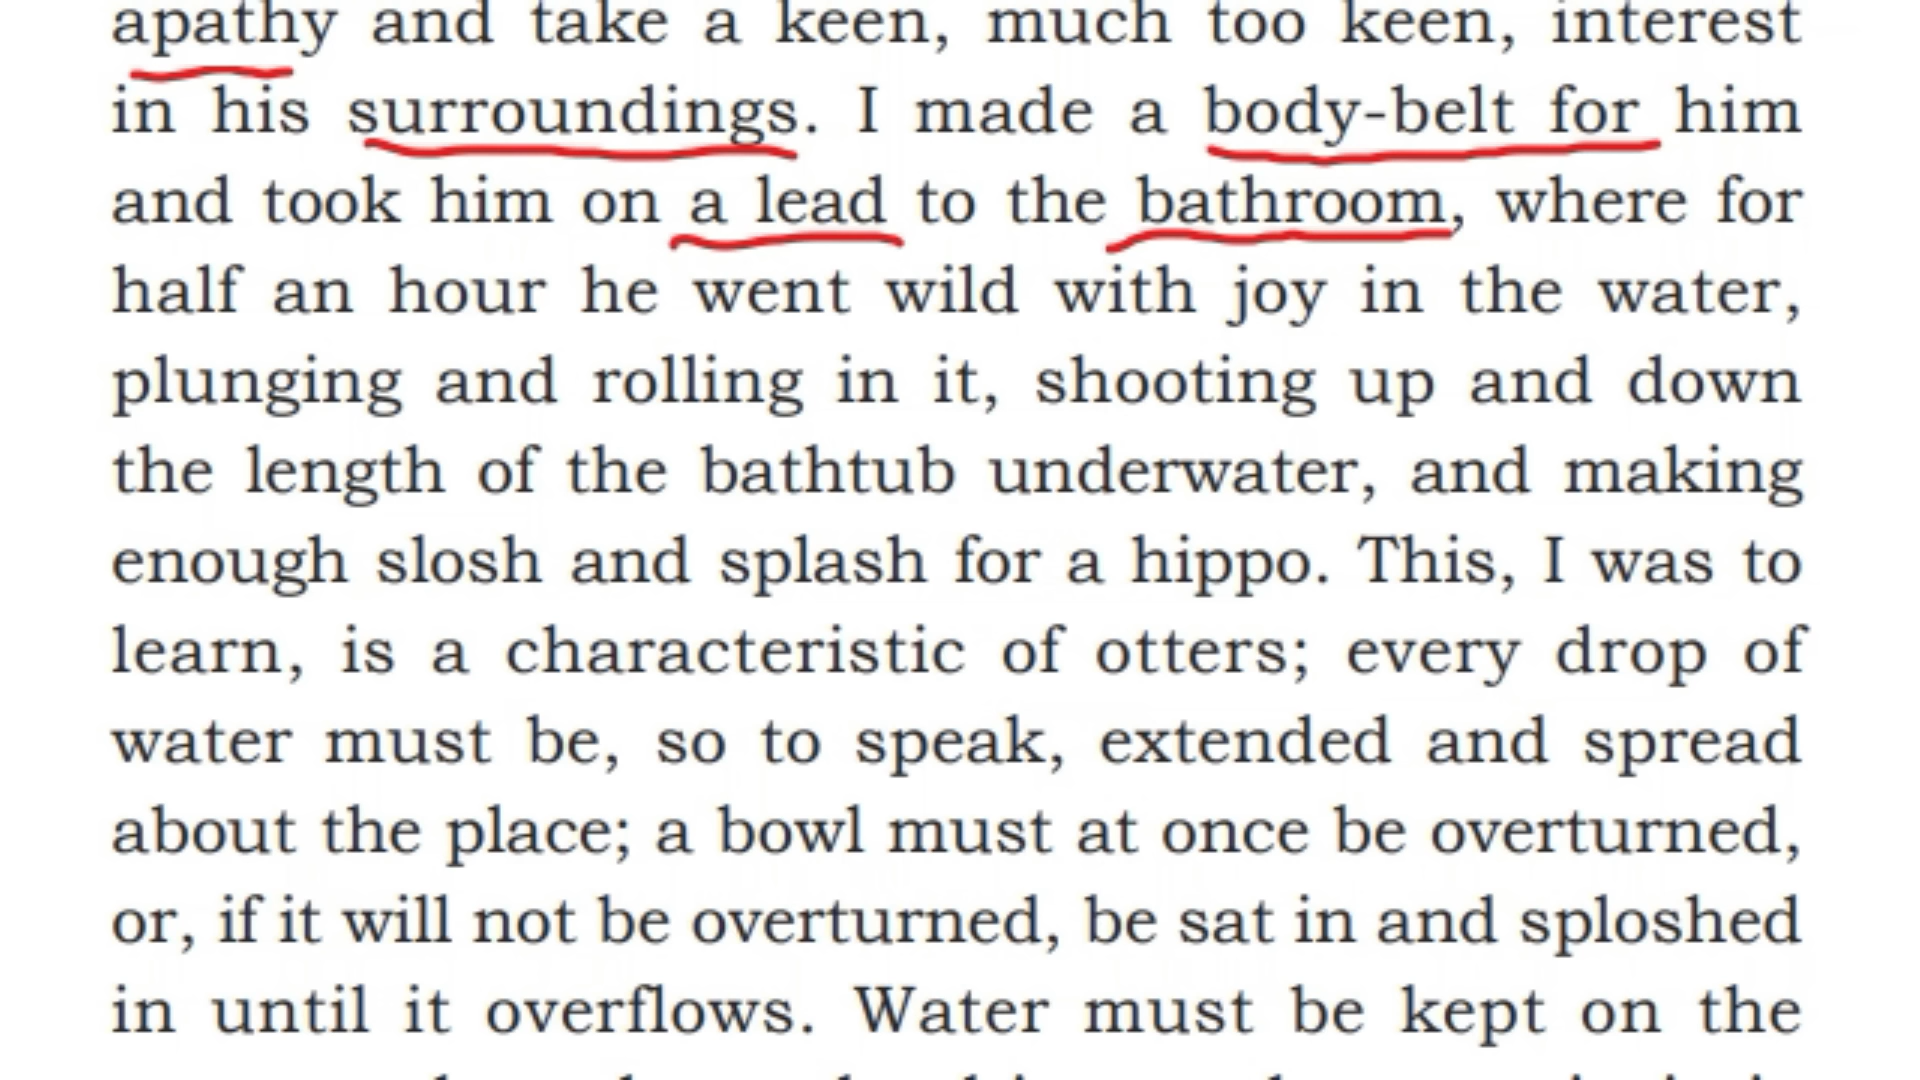 apathy and take a keen, much too keen, interest
in his surroundings. I made a body-belt for him
and took him on a lead to the bathroom, where for
half an hour he went wild with joy in the water,
plunging and rolling in it, shooting up and down
the length of the bathtub underwater, and making
enough slosh and splash for a hippo. This, I was to
learn, is a characteristic of otters; every drop of
water must be, so to speak, extended and spread
about the place; a bowl must at once be overturned,
or, if it will not be overturned, be sat in and sploshed
in until it overflows. Water must be kept on the